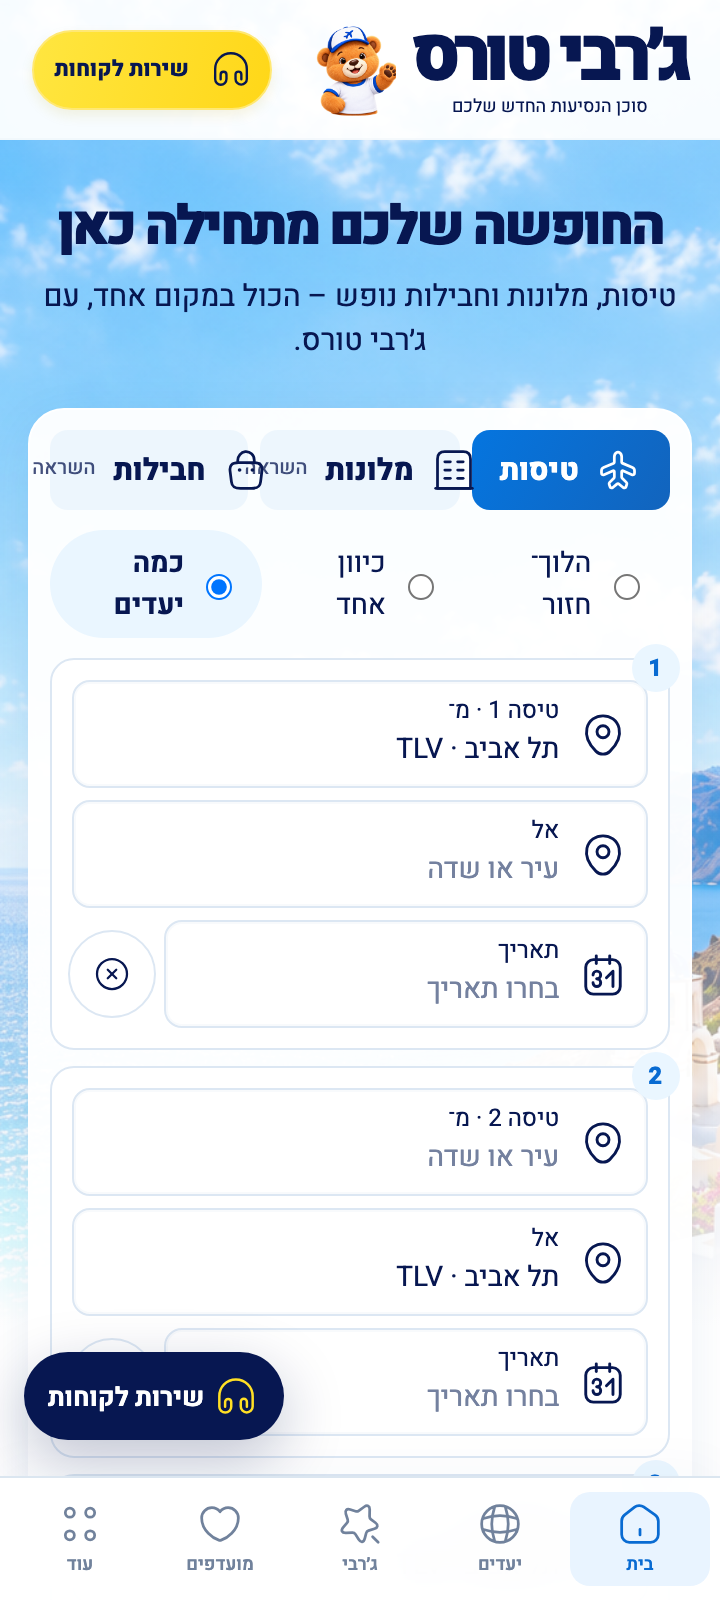 ג'רבי טורס
סוכן הנסיעות החדש שלכם
שירות לקוחות
החופשה שלכם מתחילה כאן
טיסות, מלונות וחבילות נופש – הכול במקום אחד, עם
ג'רבי טורס.
טיסות
מלונות
השראה
חבילות
השראה
הלוך־
חזור
כיוון
אחד
כמה
יעדים
1
טיסה 1 · מ־
תל אביב · TLV
אל
עיר או שדה
תאריך
בחרו תאריך
31
2
טיסה 2 · מ־
עיר או שדה
אל
תל אביב · TLV
תאריך
בחרו תאריך
31
שירות לקוחות
בית
יעדים
ג'רבי
מועדפים
עוד